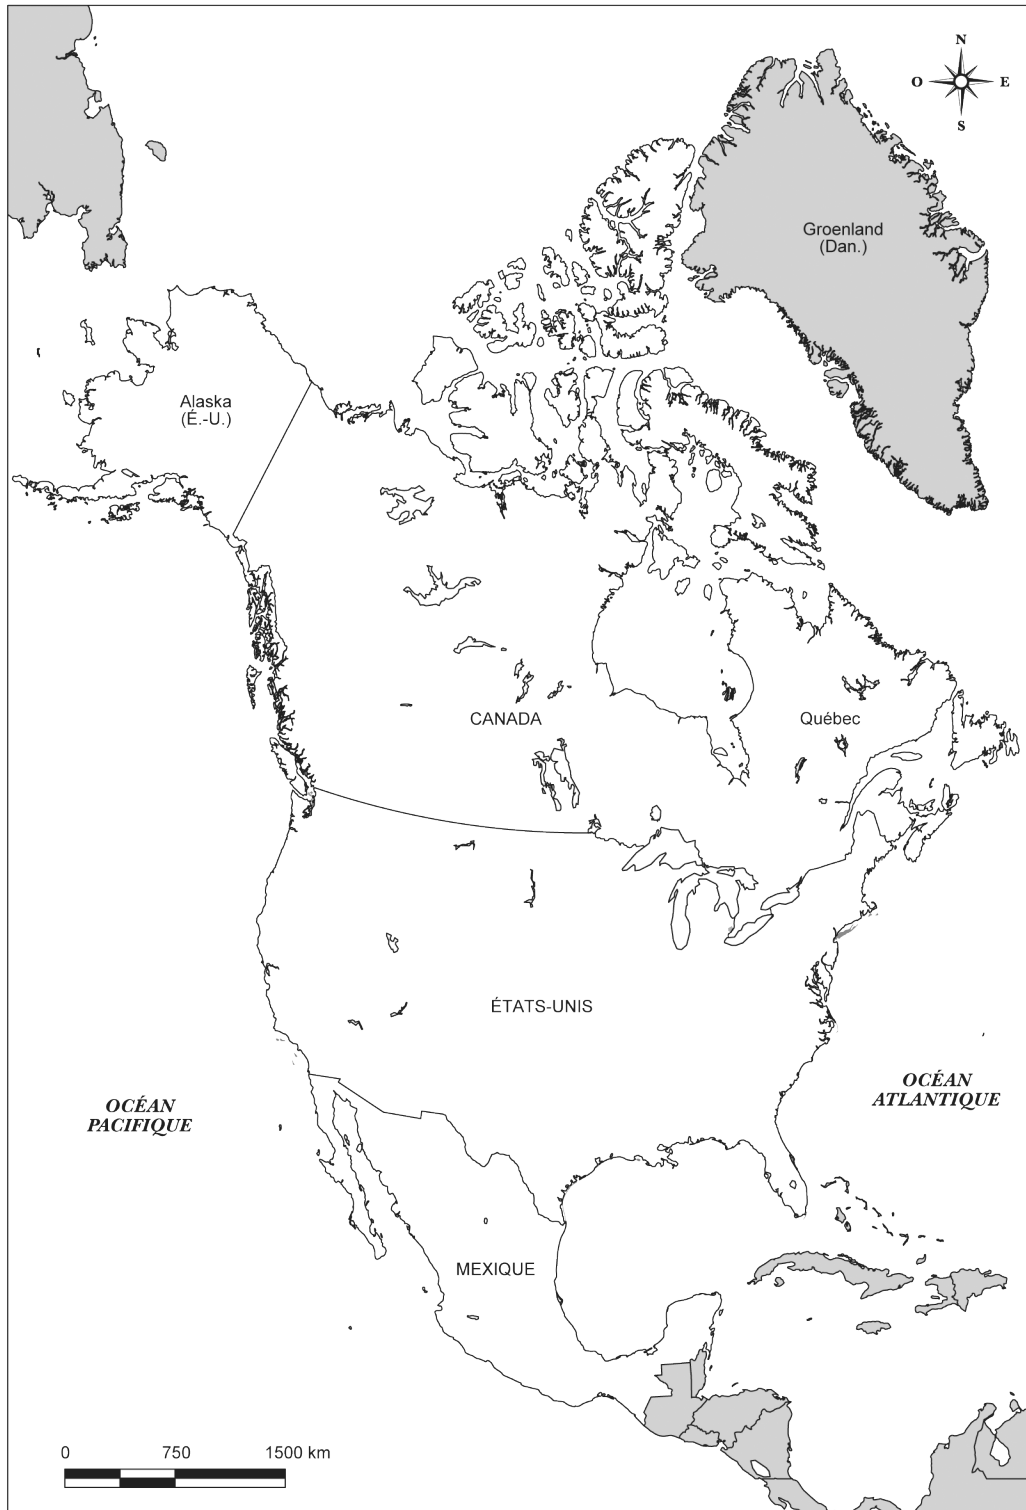 N
O E
S
Groenland
(Dan.)
Alaska
(É.-U.)
CANADA
Québec
ÉTATS-UNIS
OCÉAN
PACIFIQUE
OCÉAN
ATLANTIQUE
MEXIQUE
0 750 1500 km